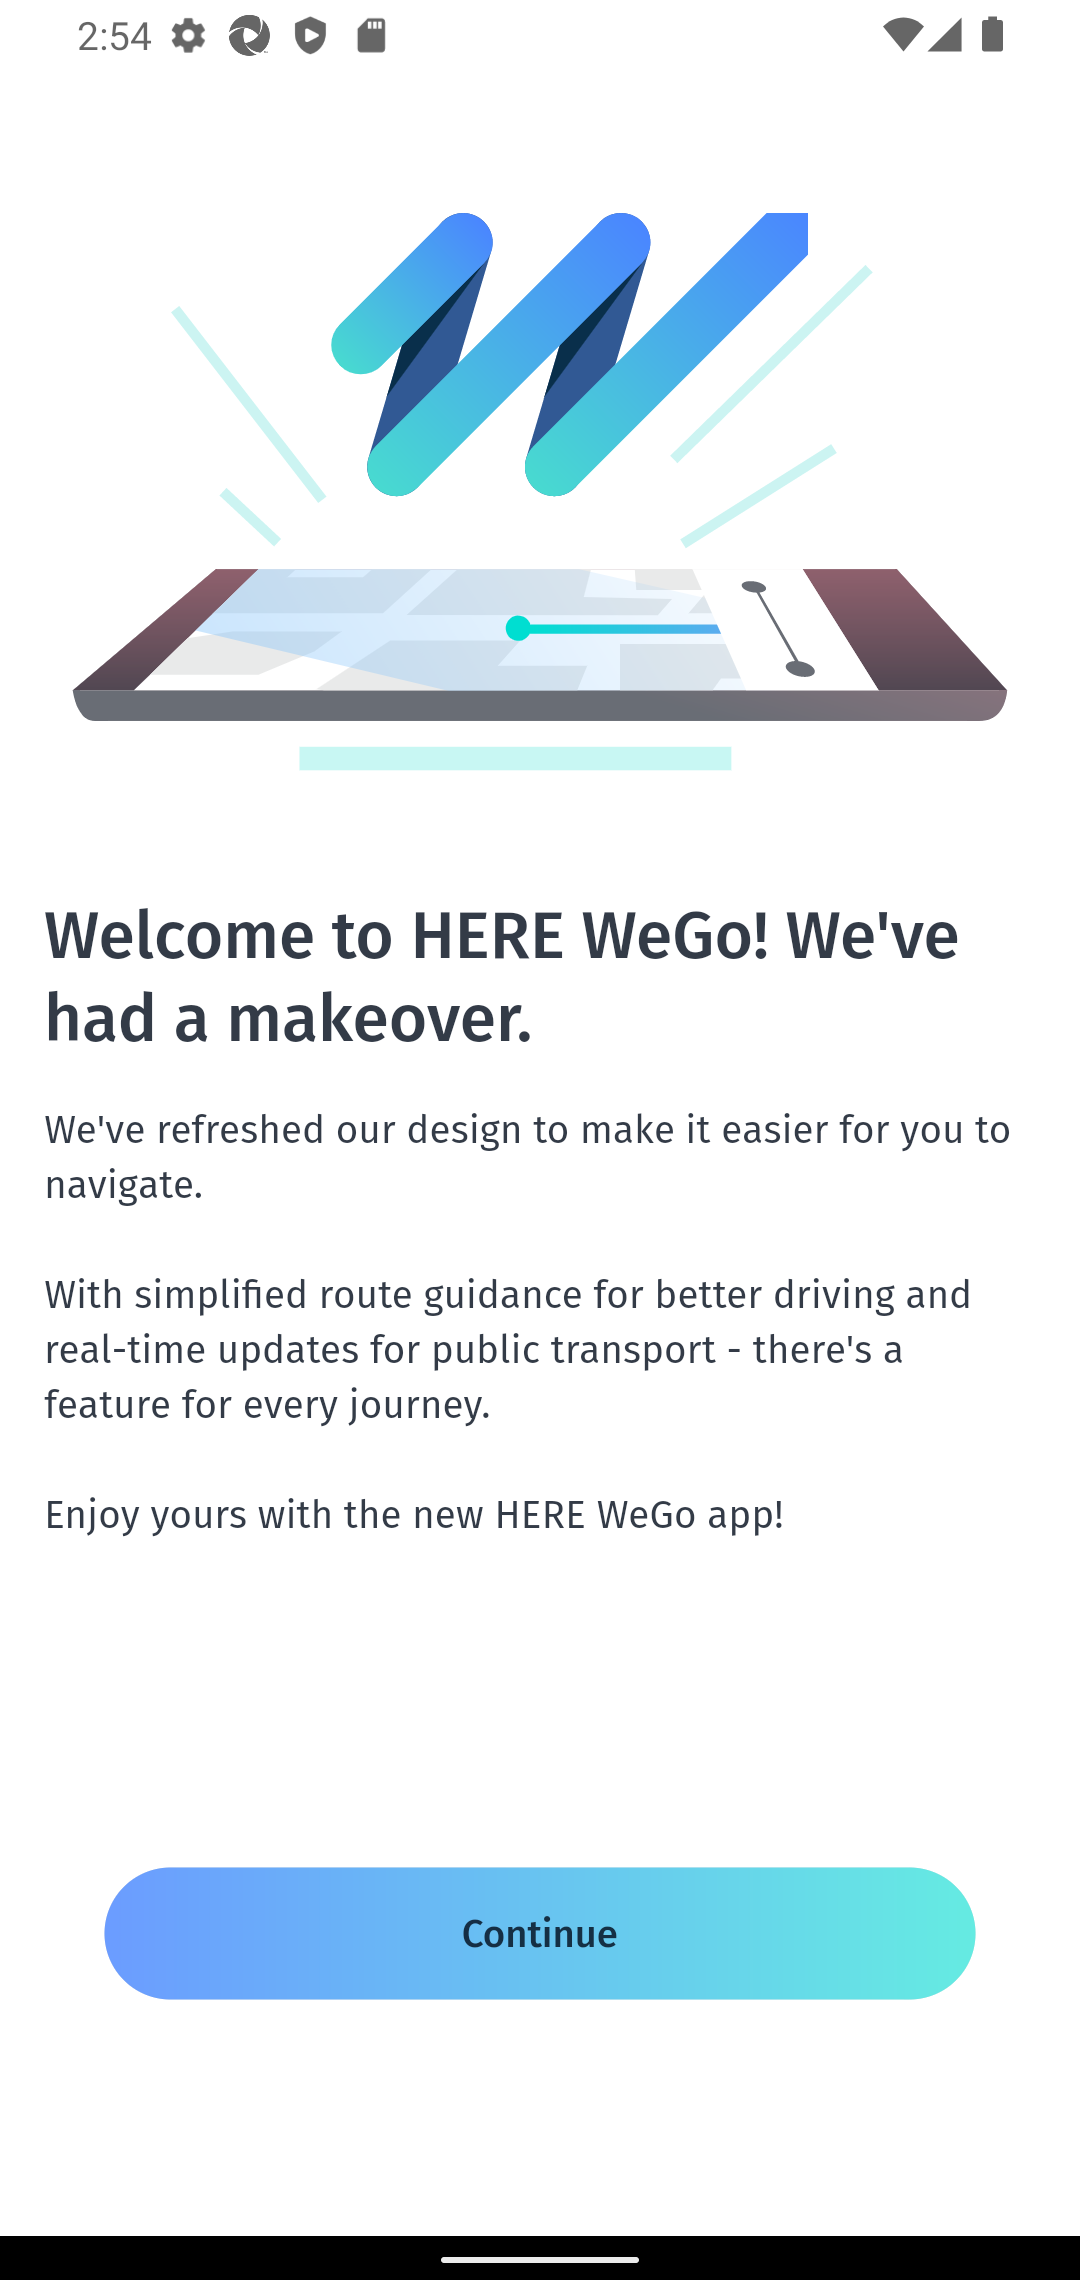 2:54
Welcome to HERE WeGo! We've
had a makeover.
We've refreshed our design to make it easier for you to
navigate.
With simplified route guidance for better driving and
real-time updates for public transport - there's a
feature for every journey.
Enjoy yours with the new HERE WeGo app!
Continue